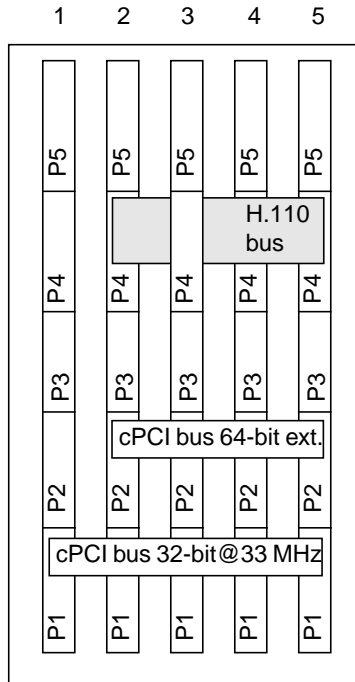 1 2 3 4 5
P5 P5 P5 P5 P5
H.110
bus
P4 P4 P4 P4 P4
P3 P3 P3 P3 P3
cPCI bus 64-bit ext.
P2 P2 P2 P2 P2
cPCI bus 32-bit@33 MHz
P1 P1 P1 P1 P1